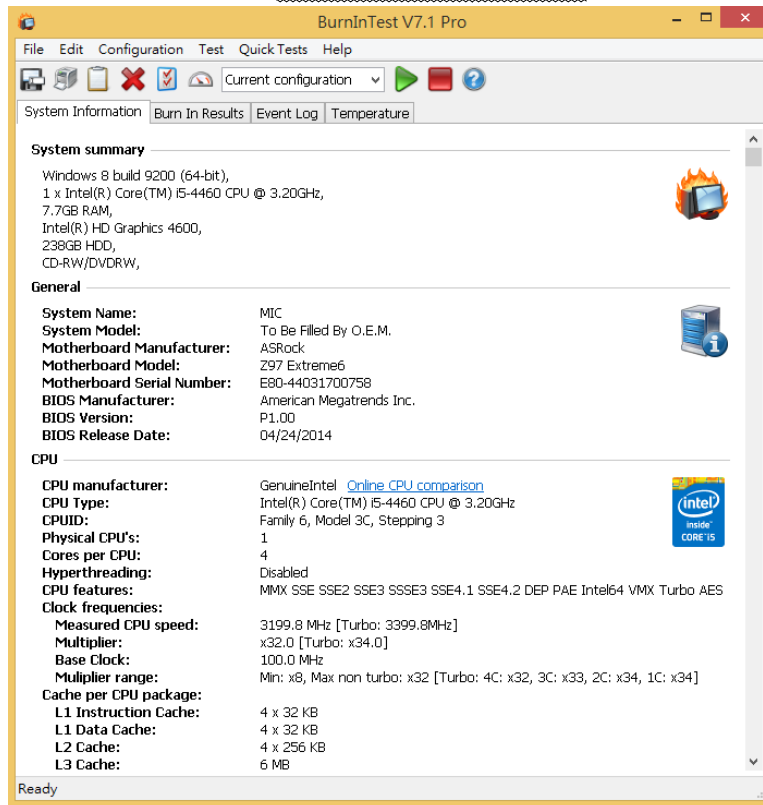 BurnInTest V7.1 Pro
File Edit Configuration Test Quick Tests Help
Current configuration
System Information Burn In Results Event Log Temperature
System summary
Windows 8 build 9200 (64-bit),
1 x Intel(R) Core(TM) i5-4460 CPU @ 3.20GHz,
7.7GB RAM,
Intel(R) HD Graphics 4600,
238GB HDD,
CD-RW/DVDRW,
General
System Name: MIC
System Model: To Be Filled By O.E.M.
Motherboard Manufacturer: ASRock
Motherboard Model: Z97 Extreme6
Motherboard Serial Number: E80-44031700758
BIOS Manufacturer: American Megatrends Inc.
BIOS Version: P1.00
BIOS Release Date: 04/24/2014
CPU
CPU manufacturer: GenuineIntel Online CPU comparison
CPU Type: Intel(R) Core(TM) i5-4460 CPU @ 3.20GHz
CPUID: Family 6, Model 3C, Stepping 3
Physical CPU's: 1
Cores per CPU: 4
Hyperthreading: Disabled
CPU features: MMX SSE SSE2 SSE3 SSSE3 SSE4.1 SSE4.2 DEP PAE Intel64 VMX Turbo AES
Clock frequencies:
Measured CPU speed: 3199.8 MHz [Turbo: 3399.8MHz]
Multiplier: x32.0 [Turbo: x34.0]
Base Clock: 100.0 MHz
Muliplier range: Min: x8, Max non turbo: x32 [Turbo: 4C: x32, 3C: x33, 2C: x34, 1C: x34]
Cache per CPU package:
L1 Instruction Cache: 4 x 32 KB
L1 Data Cache: 4 x 32 KB
L2 Cache: 4 x 256 KB
L3 Cache: 6 MB
intel
inside
CORE i5
Ready